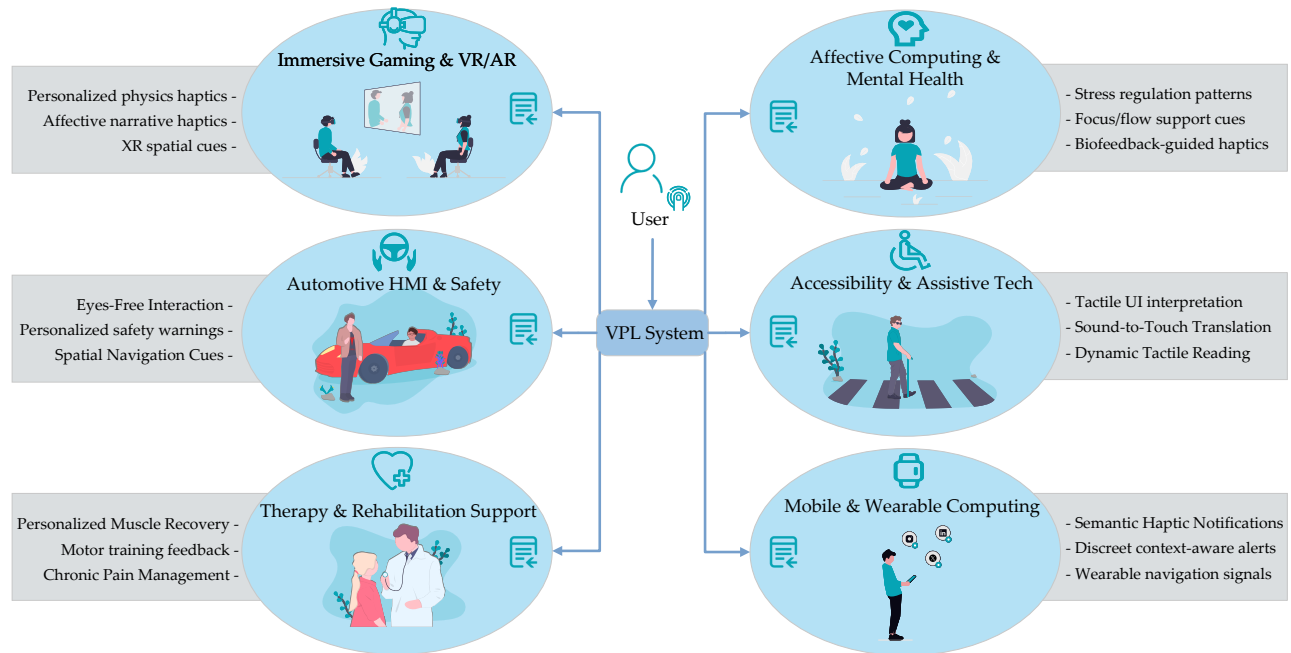 Immersive Gaming & VR/AR
Personalized physics haptics -
Affective narrative haptics -
XR spatial cues -
Affective Computing &
Mental Health
- Stress regulation patterns
- Focus/flow support cues
- Biofeedback-guided haptics
User
VPL System
Automotive HMI & Safety
Eyes-Free Interaction -
Personalized safety warnings -
Spatial Navigation Cues -
Accessibility & Assistive Tech
- Tactile UI interpretation
- Sound-to-Touch Translation
- Dynamic Tactile Reading
Therapy & Rehabilitation Support
Personalized Muscle Recovery -
Motor training feedback -
Chronic Pain Management -
Mobile & Wearable Computing
- Semantic Haptic Notifications
- Discreet context-aware alerts
- Wearable navigation signals